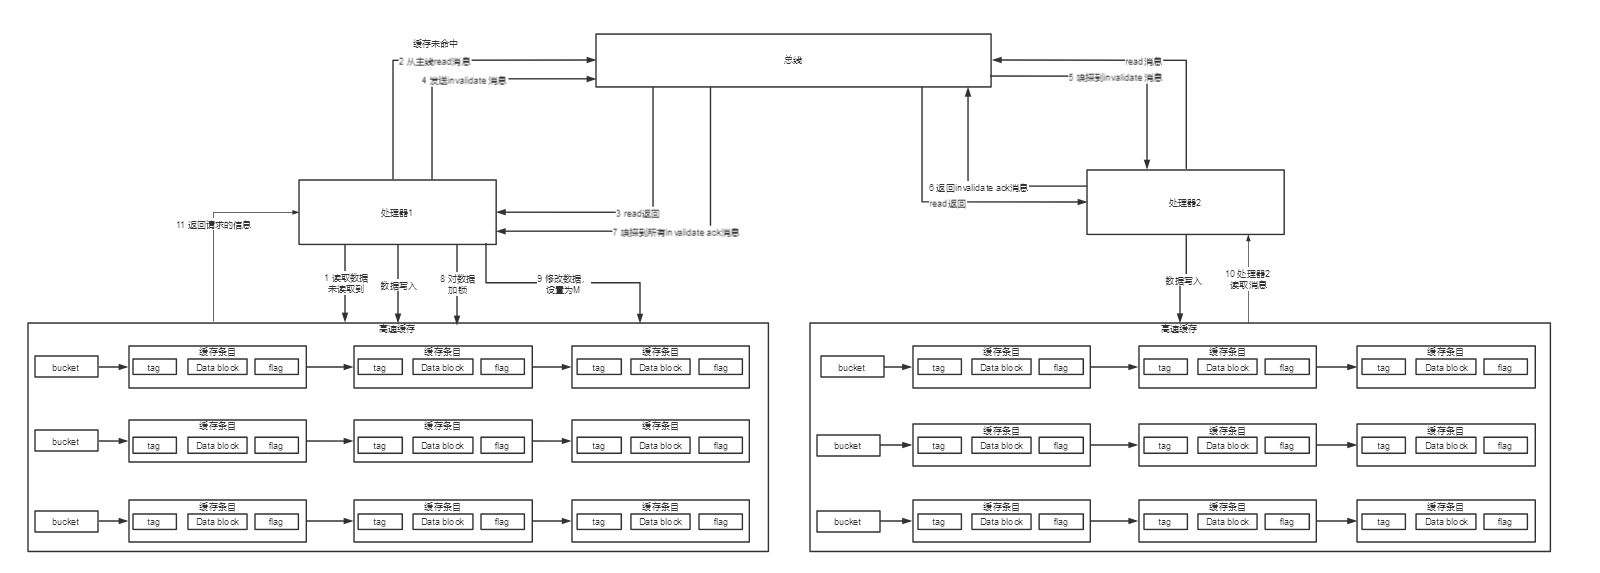 缓存未命中
2 从主线read消息
4 发送invalidate 消息
总线
read消息
5 嗅探到invalidate 消息
处理器1
11 返回请求的信息
3 read返回
7 嗅探到所有invalidate ack消息
6 返回invalidate ack消息
read返回
处理器2
1 读取数据
未读取到
数据写入
8 对数据
加锁
9 修改数据,
设置为M
数据写入
10 处理器2
读取消息
高速缓存
缓存条目 缓存条目 缓存条目
bucket tag Data block flag tag Data block flag tag Data block flag
缓存条目 缓存条目 缓存条目
bucket tag Data block flag tag Data block flag tag Data block flag
缓存条目 缓存条目 缓存条目
bucket tag Data block flag tag Data block flag tag Data block flag
高速缓存
缓存条目 缓存条目 缓存条目
bucket tag Data block flag tag Data block flag tag Data block flag
缓存条目 缓存条目 缓存条目
bucket tag Data block flag tag Data block flag tag Data block flag
缓存条目 缓存条目 缓存条目
bucket tag Data block flag tag Data block flag tag Data block flag